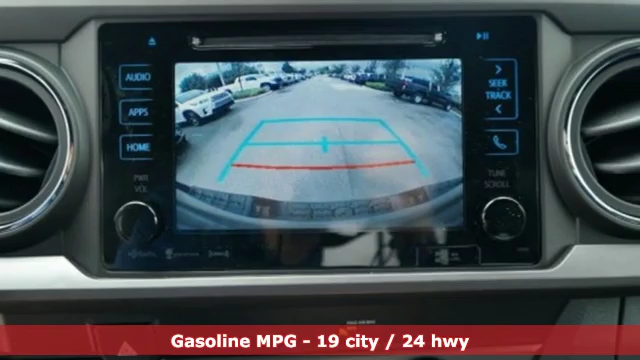 AUDIO
APPS
HOME
PWR
VOL
SEEK
TRACK
TUNE
SCROLL
Gasoline MPG - 19 city / 24 hwy